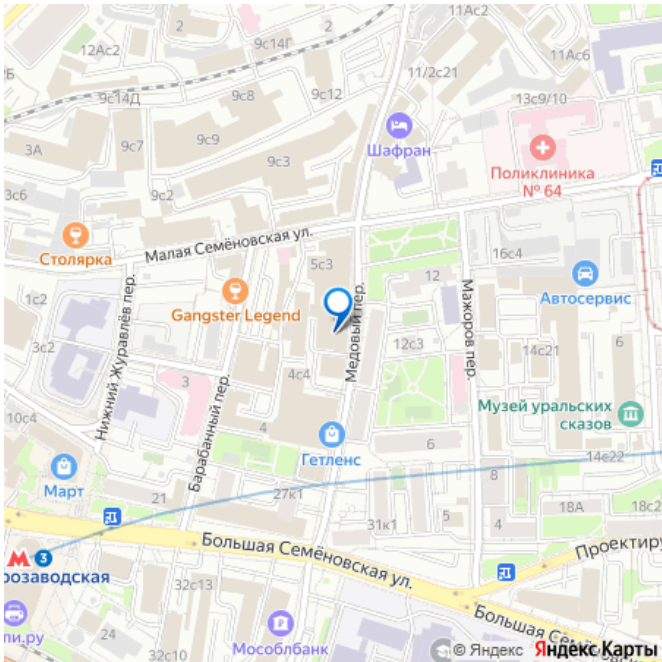 11Ас2
12Ас2
2
9с14Г
2
11Ас6
11/2с21
9с8
9с12
9с14Д
13с9/10
Шафран
3А
9с7
9с9
9с3
Поликлиника
№ 64
3с6
9с2
Столярка
Малая Семёновская ул.
16с4
5с3
12
Автосервис
1с2
Gangster Legend
Нижний Журавлёв пер.
Медовый пер.
Мажоров пер.
3с2
12с3
14с21
6
4с4
3
Барабанный пер.
Музей уральских
сказов
10с4
4
6
Гетленс
14с22
Март
21
27к1
8
18А
31к1
4
Большая Семёновская ул.
3
розаводская
Проектиру
32с13
Большая Семё
пи.ру
24
32с
Мособлбанк
© Яндекс Яндекс Карты